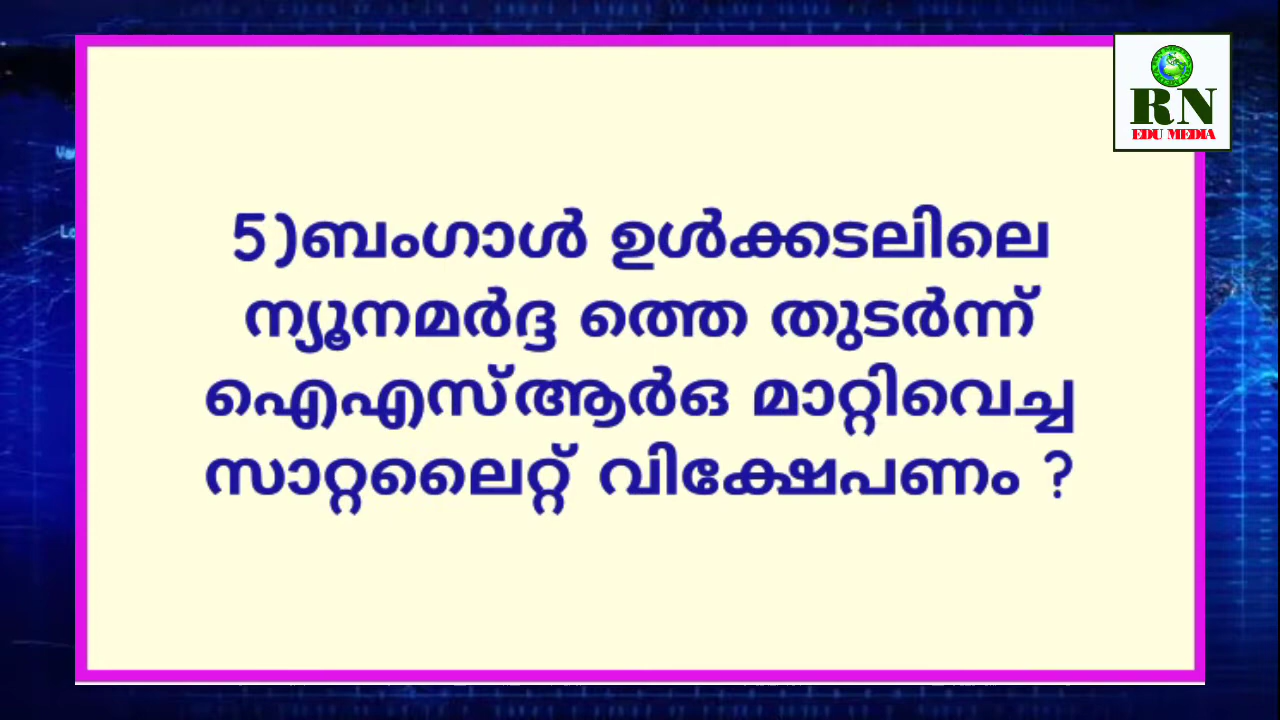 RN
EDU MEDIA
5)ബംഗാൾ ഉൾക്കടലിലെ
ന്യൂനമർദ്ദ ത്തെ തുടർന്ന്
ഐഎസ്ആർഒ മാറ്റിവെച്ച
സാറ്റലൈറ്റ് വിക്ഷേപണം ?